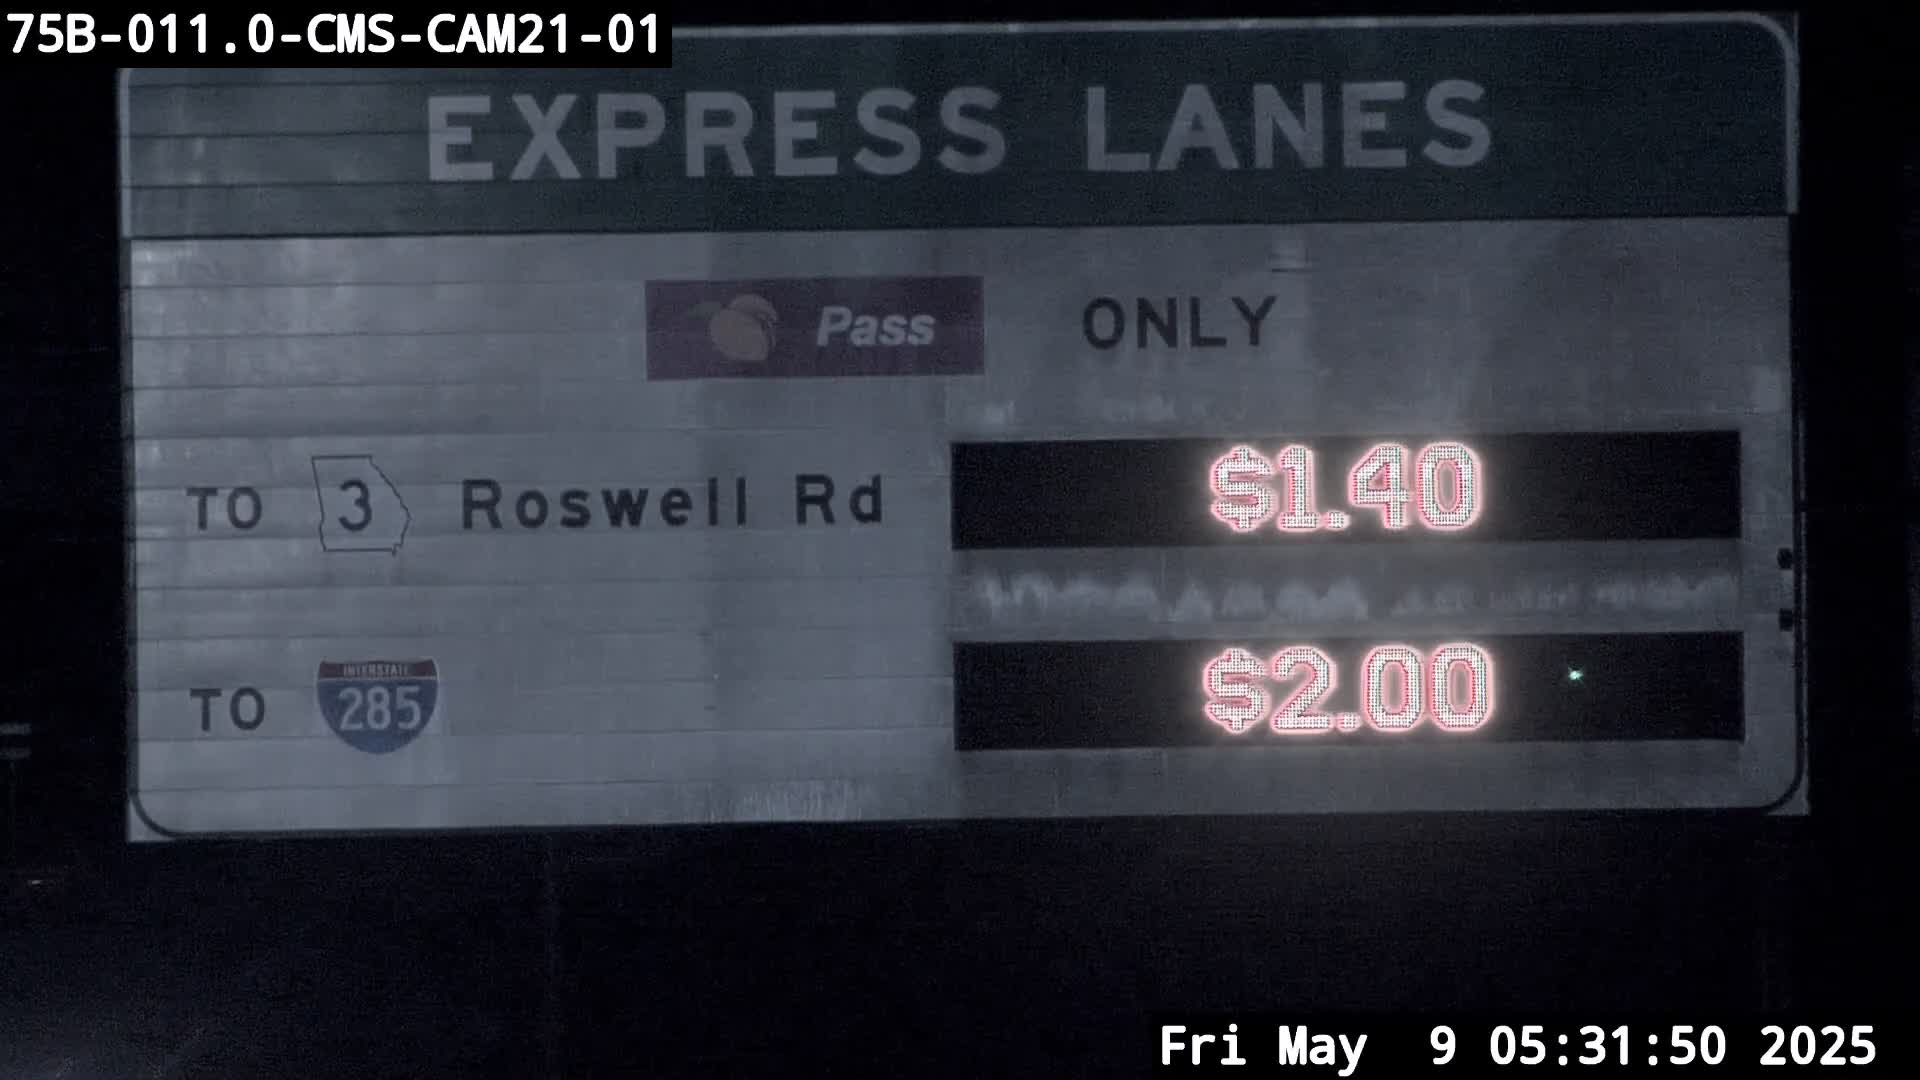 75B-011.0-CMS-CAM21-01
EXPRESS LANES
Pass ONLY
TO 3 Roswell Rd $1.40
INTERSTATE
TO 285 $2.00
Fri May 9 05:31:50 2025